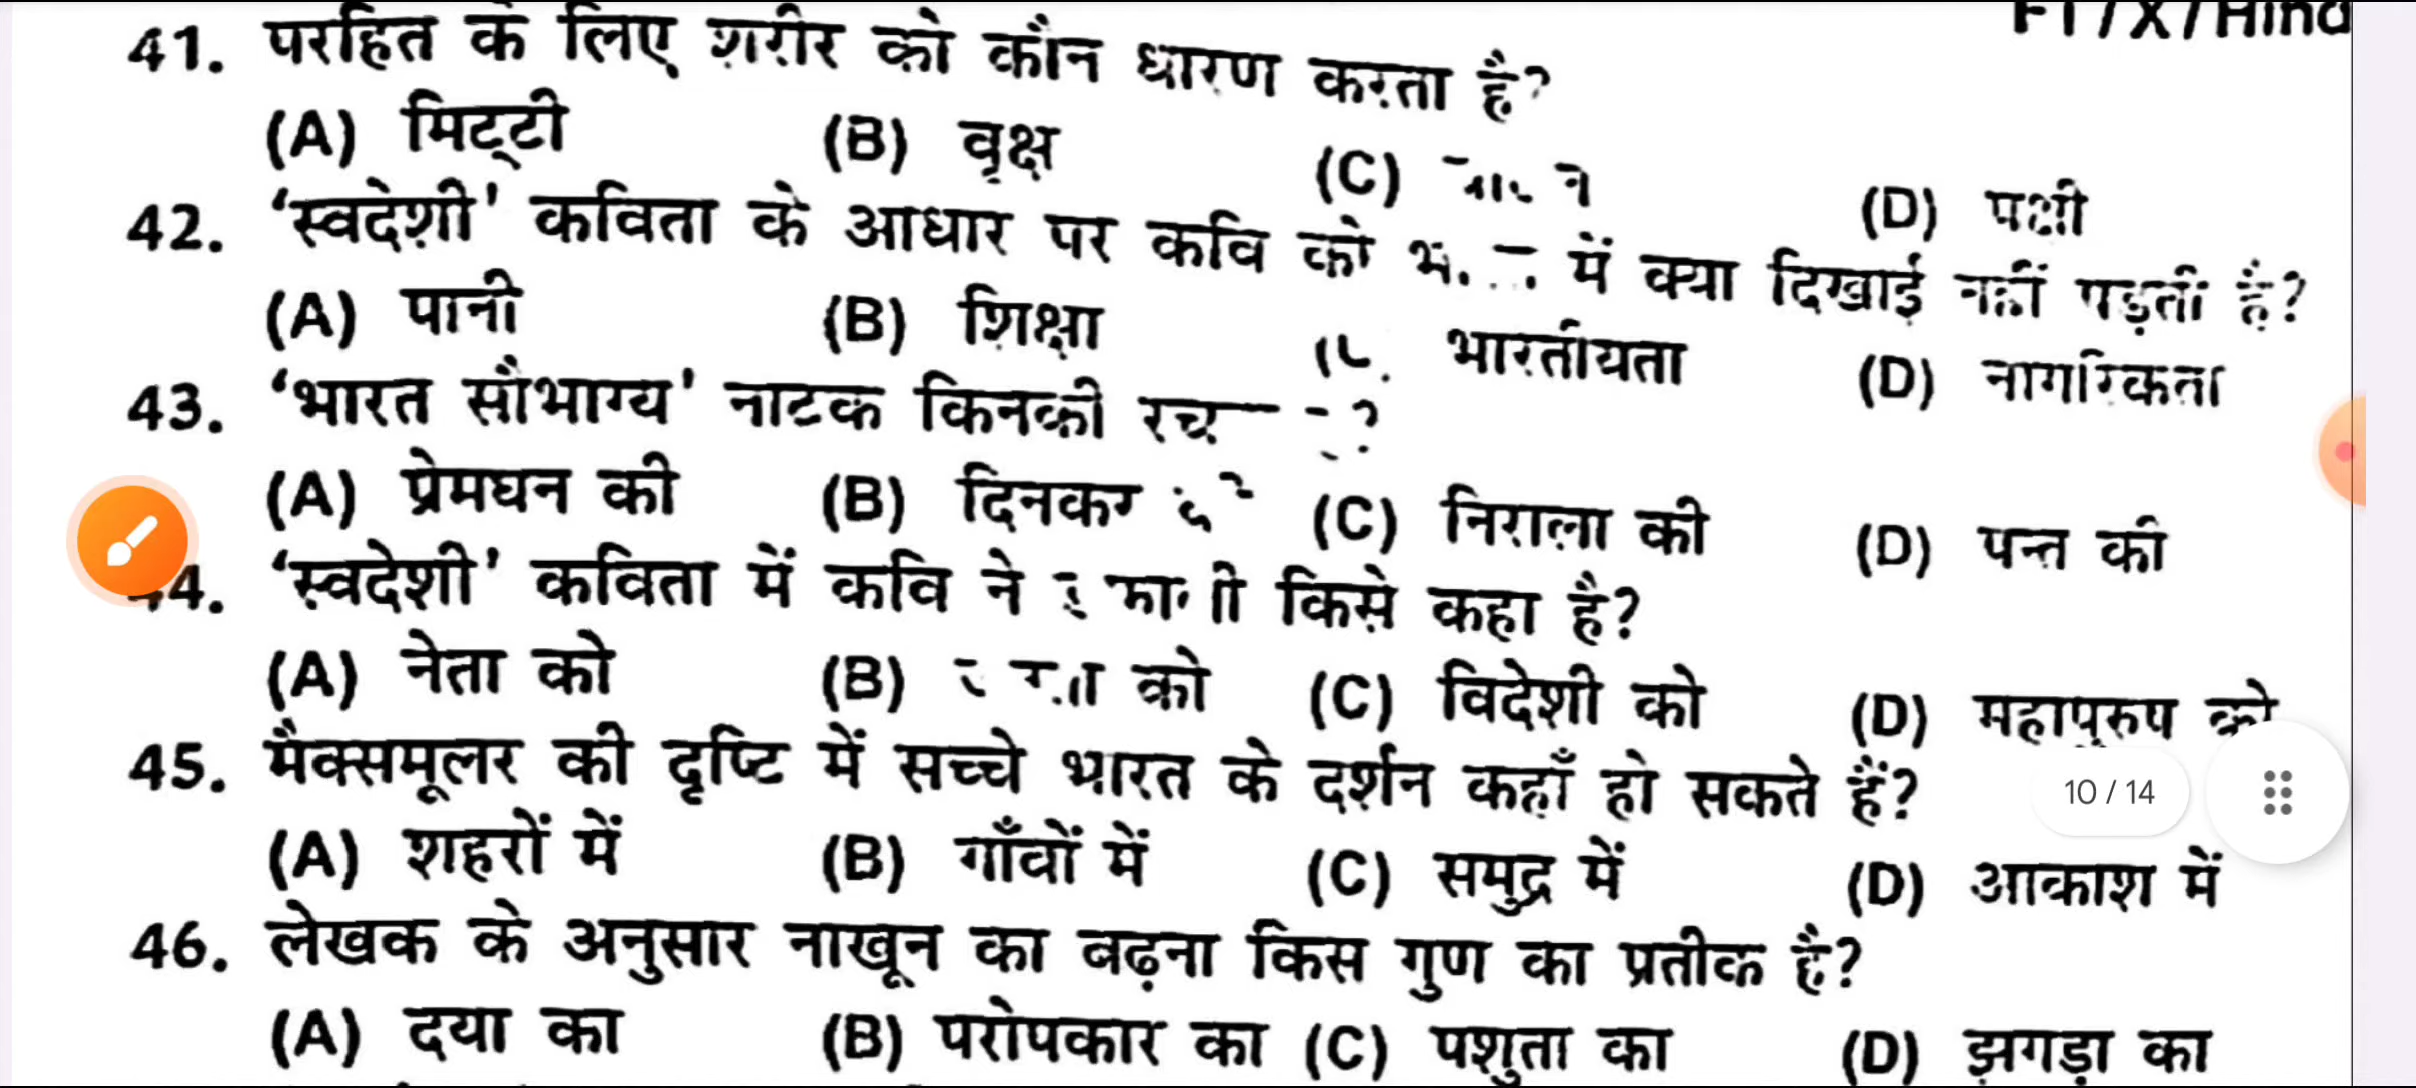 FT/X/Hind
41. परहित के लिए शरीर को कौन धारण करता है?
(A) मिट्टी (B) वृक्ष (C) (D) पक्षी
42. 'स्वदेशी' कविता के आधार पर कवि को में क्या दिखाई नहीं पड़ती है?
(A) पानी (B) शिक्षा (C) भारतीयता (D) नागरिकता
43. 'भारत सौभाग्य' नाटक किनकी
(A) प्रेमघन की (B) दिनकर (C) निराला की (D) पन्त की
44. 'स्वदेशी' कविता में कवि ने किसे कहा है?
(A) नेता को (B) को (C) विदेशी को (D) महापुरुष को
45. मैक्समूलर की दृष्टि में सच्चे भारत के दर्शन कहाँ हो सकते हैं?
10 / 14
(A) शहरों में (B) गाँवों में (C) समुद्र में (D) आकाश में
46. लेखक के अनुसार नाखून का बढ़ना किस गुण का प्रतीक है?
(A) दया का (B) परोपकार का (C) पशुता का (D) झगड़ा का